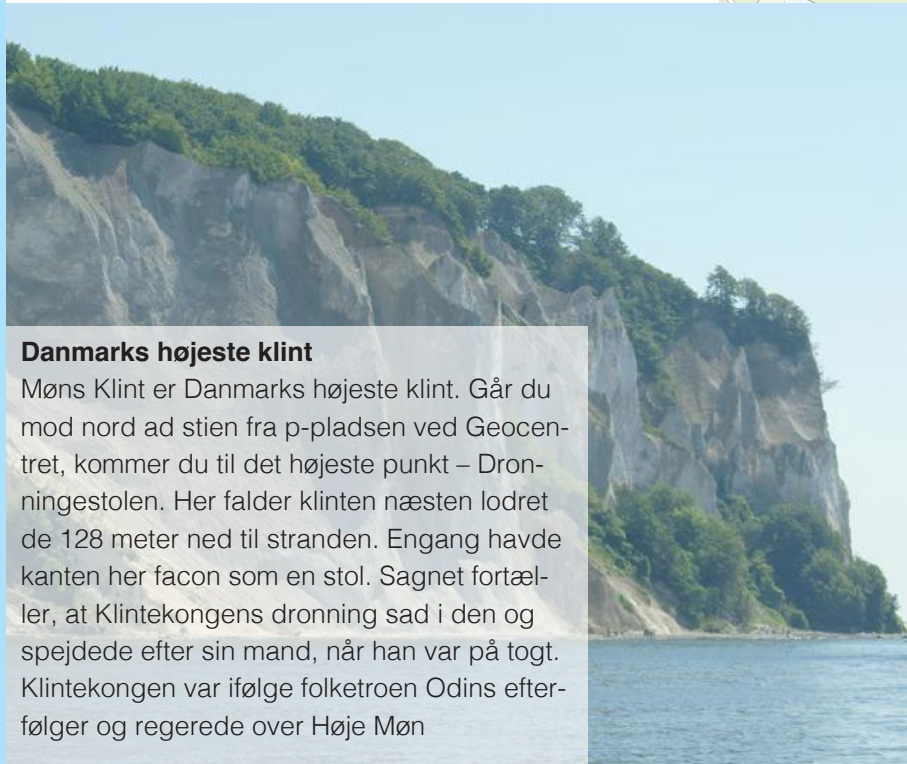 Danmarks højeste klint
Møns Klint er Danmarks højeste klint. Går du
mod nord ad stien fra p-pladsen ved Geocen-
tret, kommer du til det højeste punkt – Dron-
ningestolen. Her falder klinten næsten lodret
de 128 meter ned til stranden. Engang havde
kanten her facon som en stol. Sagnet fortæl-
ler, at Klintekongens dronning sad i den og
spejdede efter sin mand, når han var på togt.
Klintekongen var ifølge folketroen Odins efter-
følger og regerede over Høje Møn